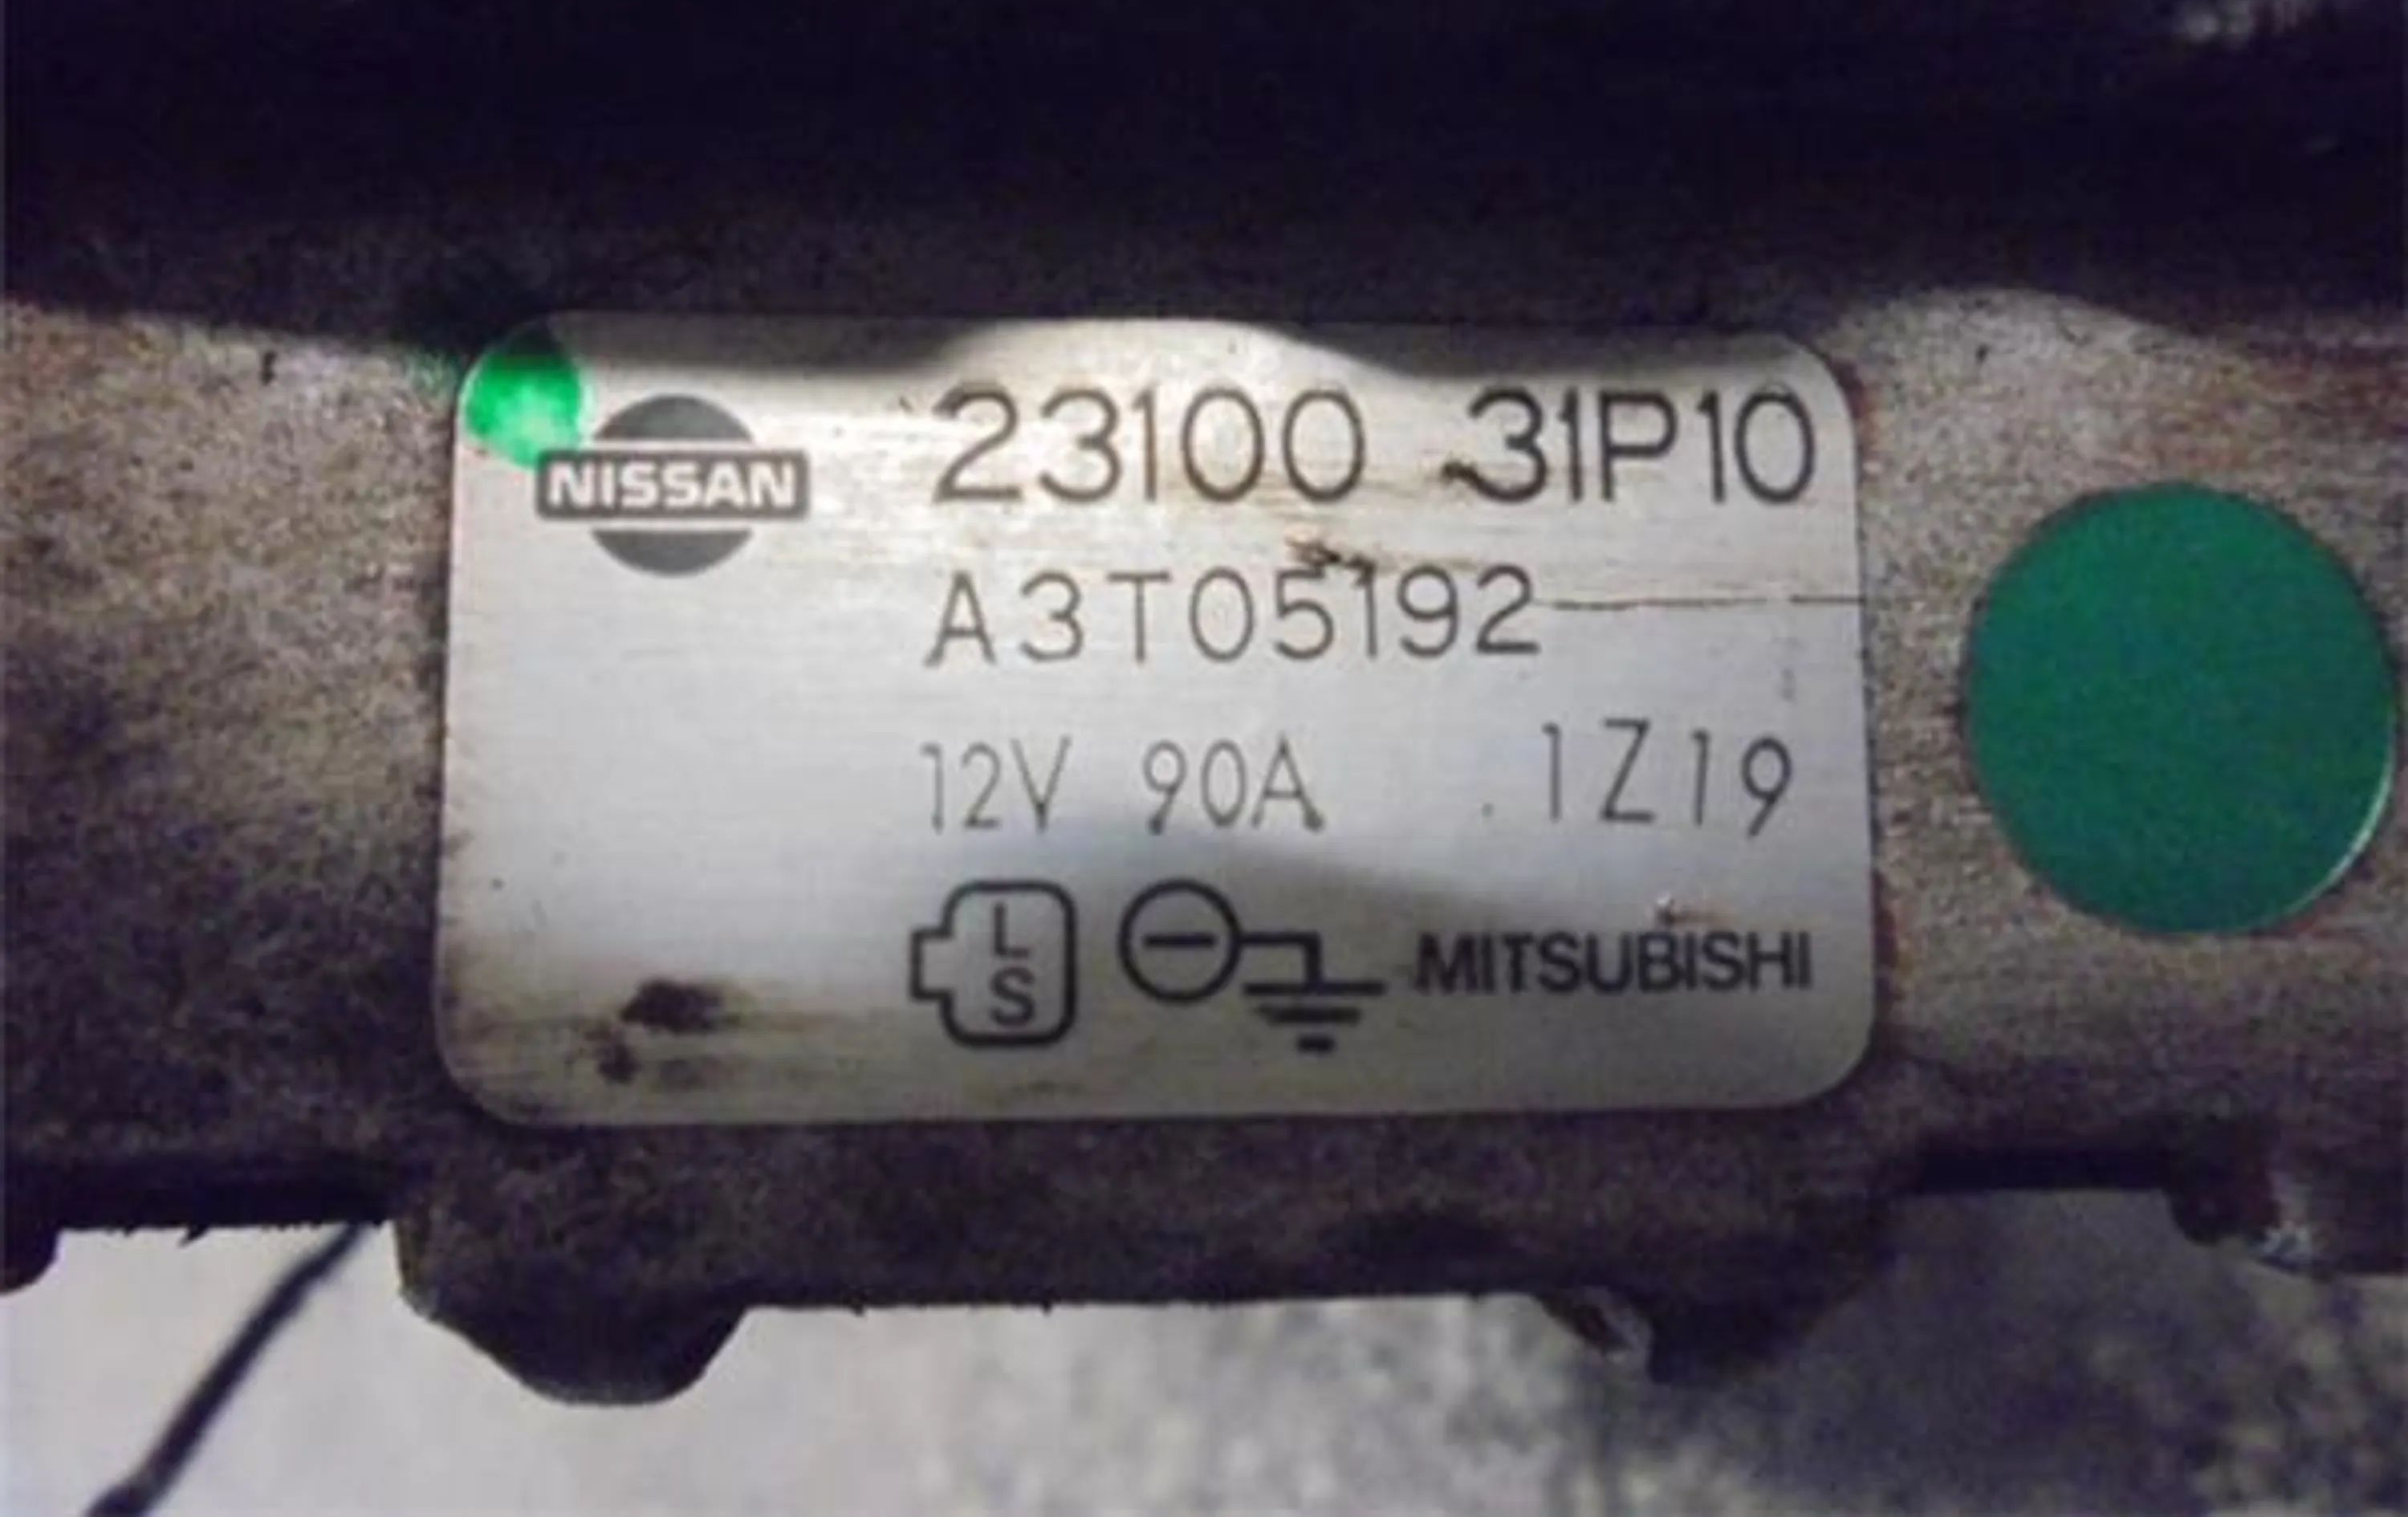 NISSAN 23100 31P10
A3T05192
12V 90A 1Z19
L
S
MITSUBISHI